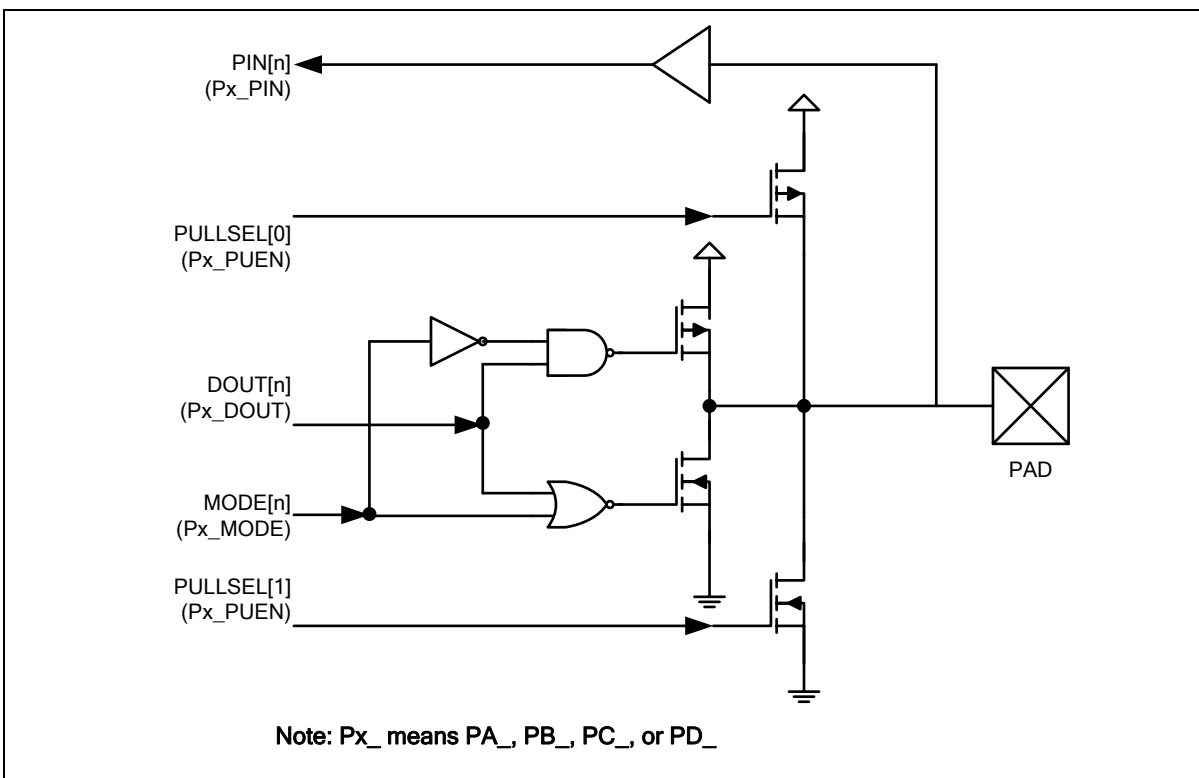 PIN[n]
(Px_PIN)
PULLSEL[0]
(Px_PUEN)
DOUT[n]
(Px_DOUT)
MODE[n]
(Px_MODE)
PAD
PULLSEL[1]
(Px_PUEN)
Note: Px_ means PA_, PB_, PC_, or PD_